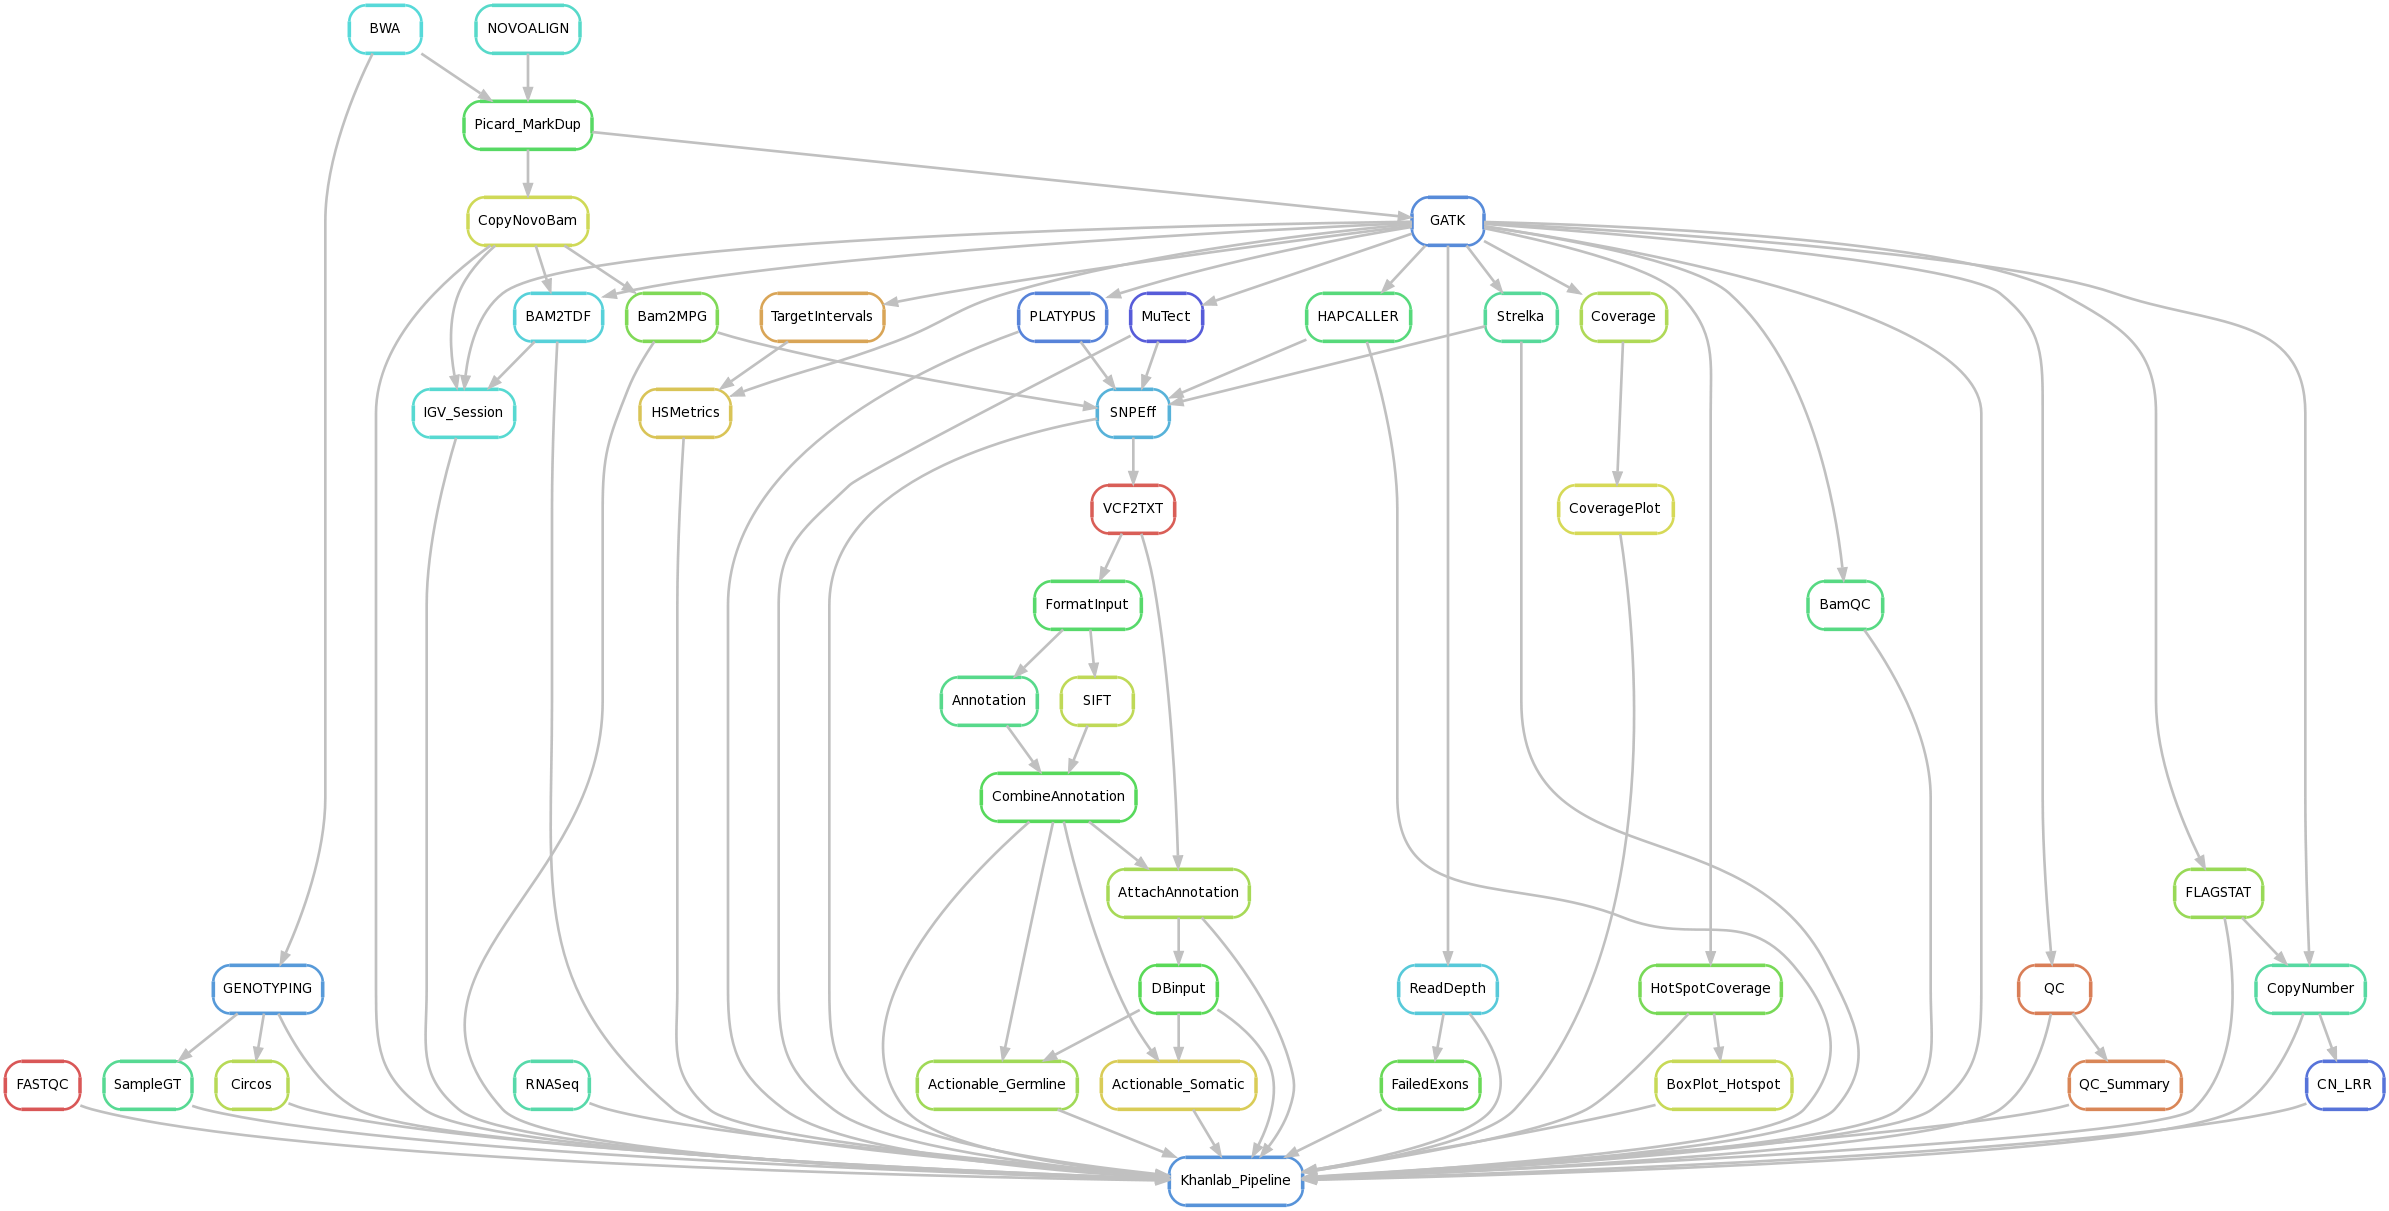 BWA
NOVOALIGN
Picard_MarkDup
CopyNovoBam
GATK
BAM2TDF
Bam2MPG
TargetIntervals
PLATYPUS
MuTect
HAPCALLER
Strelka
Coverage
IGV_Session
HSMetrics
SNPEff
VCF2TXT
CoveragePlot
FormatInput
BamQC
Annotation
SIFT
CombineAnnotation
AttachAnnotation
FLAGSTAT
GENOTYPING
DBinput
ReadDepth
HotSpotCoverage
QC
CopyNumber
FASTQC
SampleGT
Circos
RNASeq
Actionable_Germline
Actionable_Somatic
FailedExons
BoxPlot_Hotspot
QC_Summary
CN_LRR
Khanlab_Pipeline